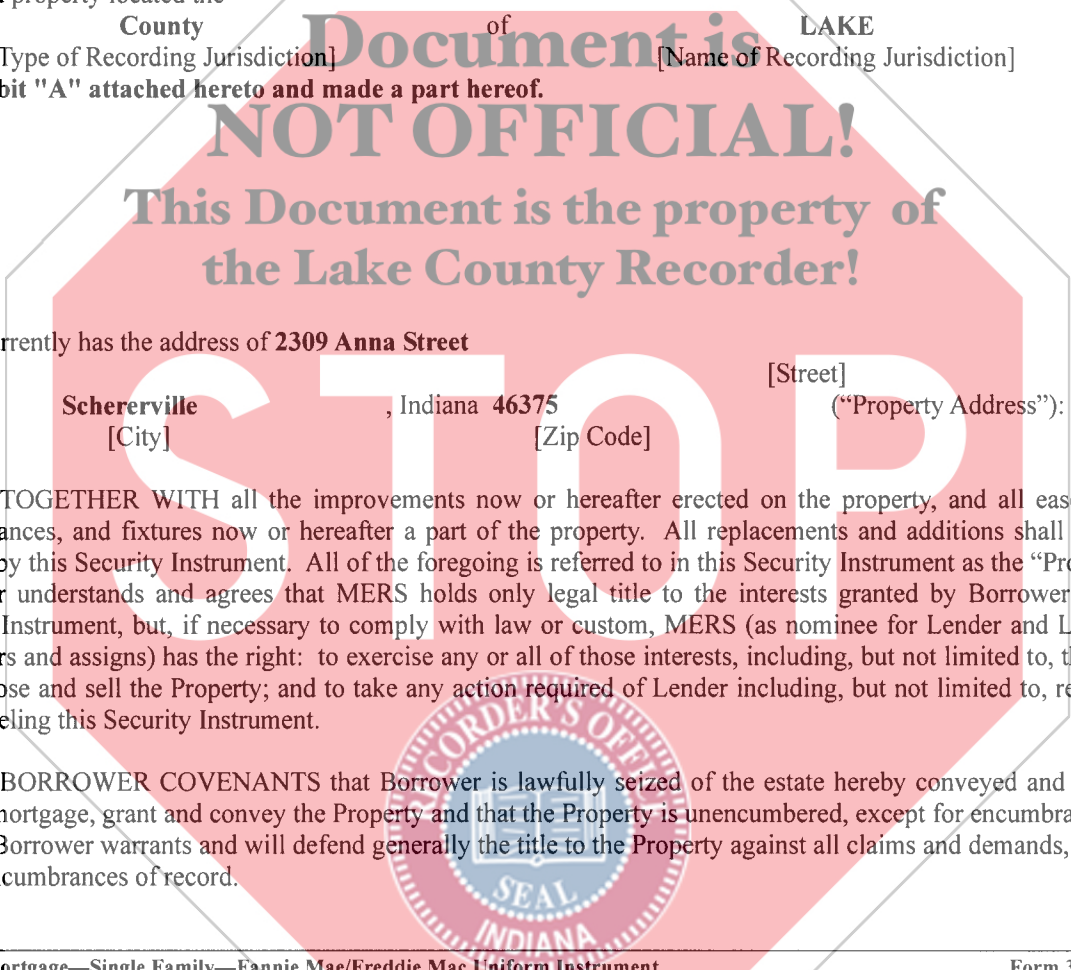 property located the
County of LAKE
Type of Recording Jurisdiction] [Name of Recording Jurisdiction]
bit "A" attached hereto and made a part hereof.
Document is
NOT OFFICIAL!
This Document is the property of
the Lake County Recorder!
rrently has the address of 2309 Anna Street
[Street]
Schererville , Indiana 46375 (“Property Address”):
[City] [Zip Code]
STOP
TOGETHER WITH all the improvements now or hereafter erected on the property, and all eas
ances, and fixtures now or hereafter a part of the property. All replacements and additions shall
by this Security Instrument. All of the foregoing is referred to in this Security Instrument as the “Pro
r understands and agrees that MERS holds only legal title to the interests granted by Borrower
Instrument, but, if necessary to comply with law or custom, MERS (as nominee for Lender and L
rs and assigns) has the right: to exercise any or all of those interests, including, but not limited to, t
ose and sell the Property; and to take any action required of Lender including, but not limited to, re
eling this Security Instrument.
BORROWER COVENANTS that Borrower is lawfully seized of the estate hereby conveyed and
ortgage, grant and convey the Property and that the Property is unencumbered, except for encumbra
Borrower warrants and will defend generally the title to the Property against all claims and demands,
cumbrances of record.
RECORDER'S OFFICE
SEAL
INDIANA
ortgage—Single Family—Fannie Mae/Freddie Mac Uniform Instrument Form 3